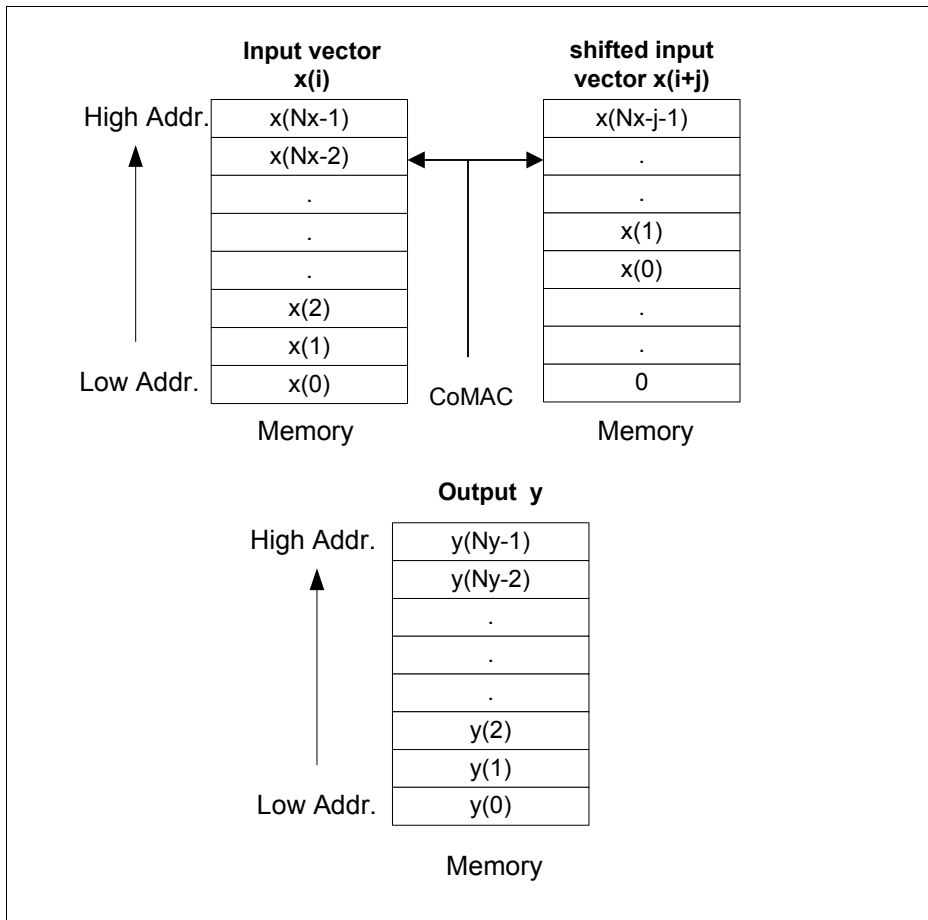 Input vector
x(i)
shifted input
vector x(i+j)
High Addr.
x(Nx-1)
x(Nx-2)
.
.
.
x(2)
x(1)
x(0)
Low Addr.
Memory
CoMAC
x(Nx-j-1)
.
.
x(1)
x(0)
.
.
0
Memory
Output y
High Addr.
y(Ny-1)
y(Ny-2)
.
.
.
y(2)
y(1)
y(0)
Low Addr.
Memory